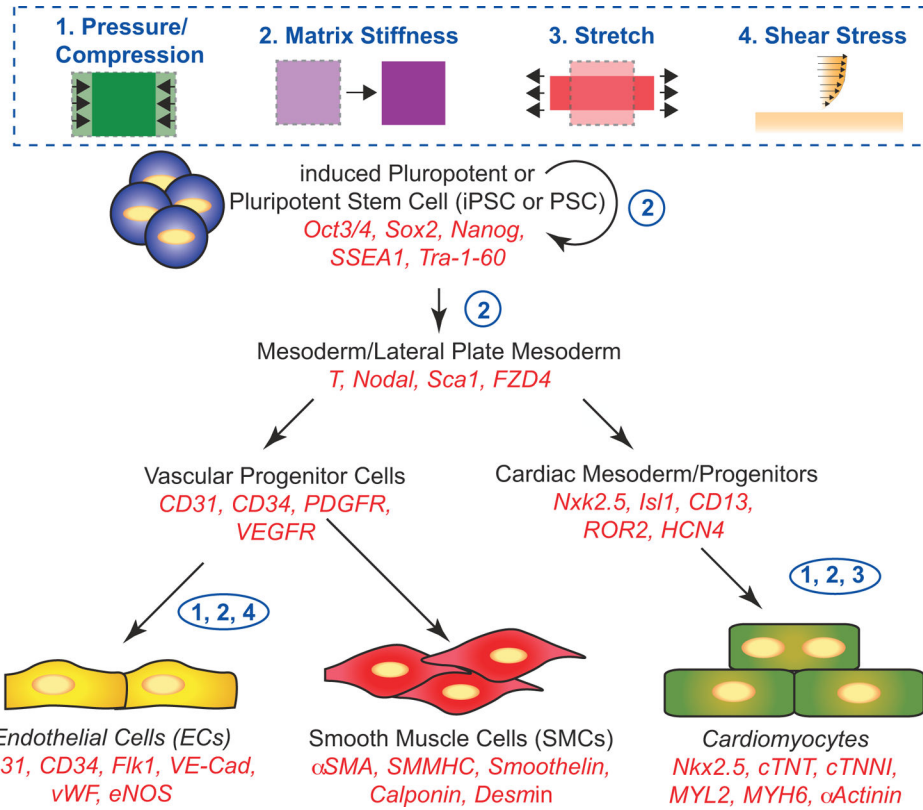 1. Pressure/
Compression
2. Matrix Stiffness
3. Stretch
4. Shear Stress
induced Pluropotent or
Pluripotent Stem Cell (iPSC or PSC)
Oct3/4, Sox2, Nanog,
SSEA1, Tra-1-60
2
2
Mesoderm/Lateral Plate Mesoderm
T, Nodal, Sca1, FZD4
Vascular Progenitor Cells
CD31, CD34, PDGFR,
VEGFR
Cardiac Mesoderm/Progenitors
Nxk2.5, Isl1, CD13,
ROR2, HCN4
1, 2, 4
1, 2, 3
Endothelial Cells (ECs)
31, CD34, Flk1, VE-Cad,
vWF, eNOS
Smooth Muscle Cells (SMCs)
αSMA, SMMHC, Smoothelin,
Calponin, Desmin
Cardiomyocytes
Nkx2.5, cTNT, cTNNI,
MYL2, MYH6, αActinin